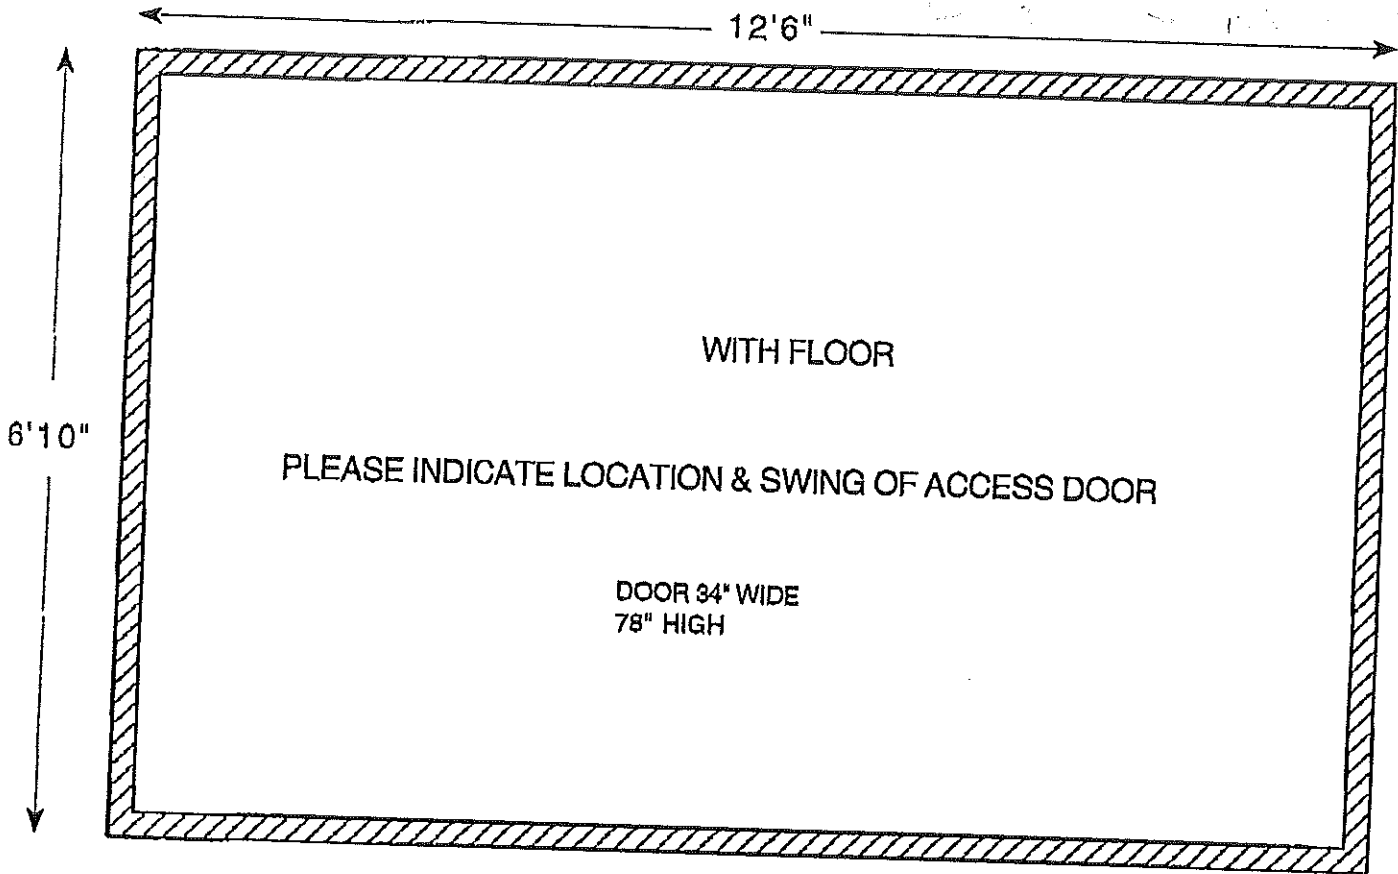 12'6"
WITH FLOOR
6'10"
PLEASE INDICATE LOCATION & SWING OF ACCESS DOOR
DOOR 34" WIDE
78" HIGH